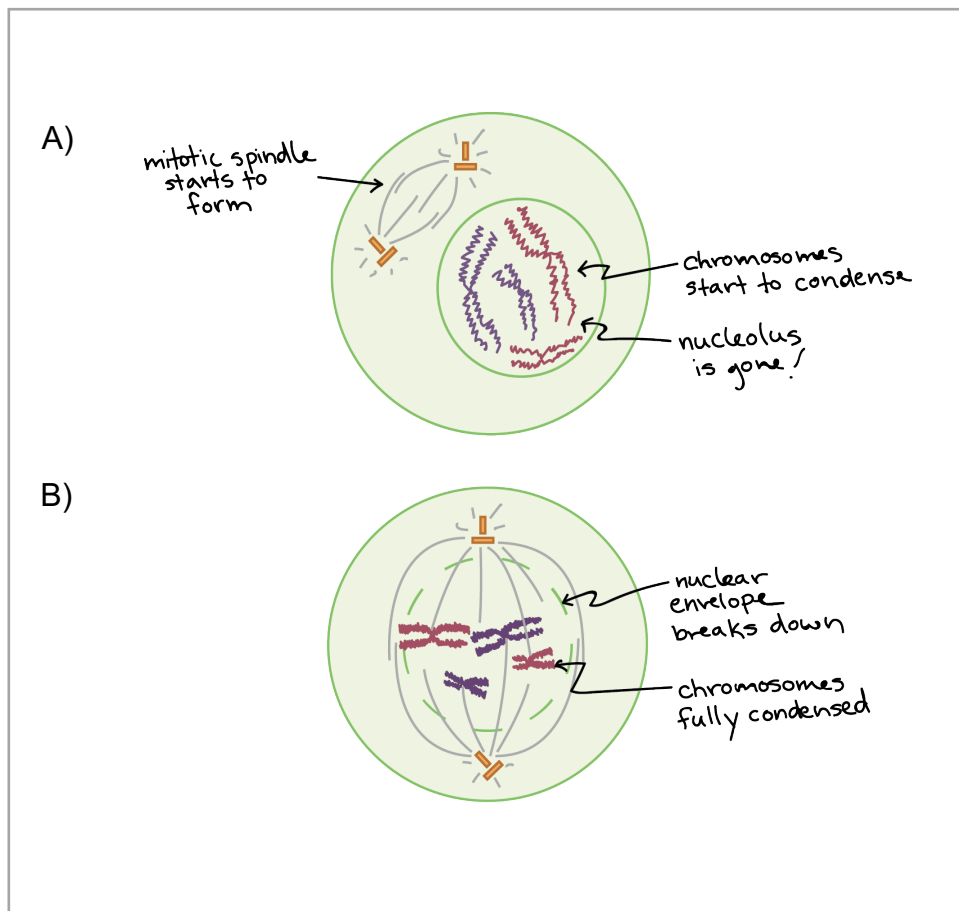 A)
mitotic spindle
starts to
form
chromosomes
start to condense
nucleolus
is gone!
B)
nuclear
envelope
breaks down
chromosomes
fully condensed